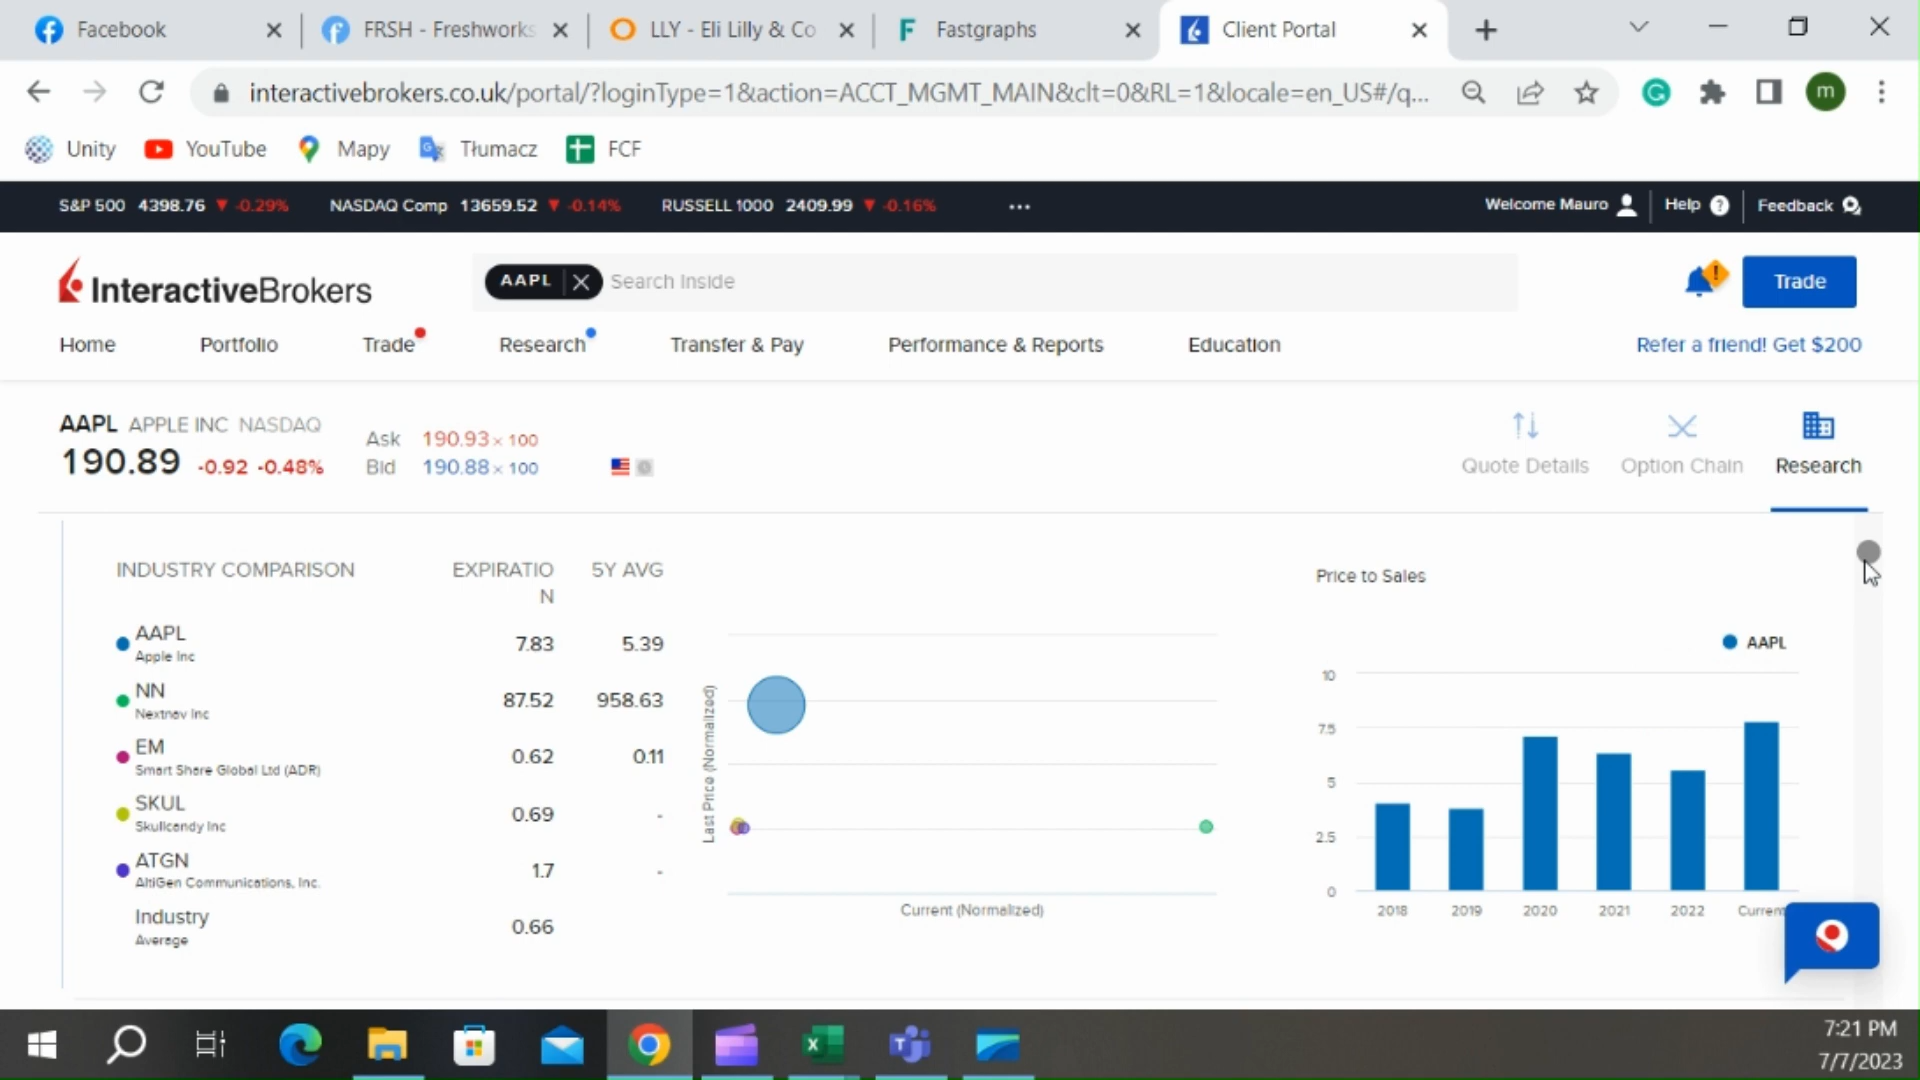 Facebook
FRSH - Freshworks
LLY - Eli Lilly & Co
Fastgraphs
Client Portal
interactivebrokers.co.uk/portal/?loginType=1&action=ACCT_MGMT_MAIN&clt=0&RL=1&locale=en_US#/q...
m
Unity
YouTube
Mapy
Tłumacz
FCF
S&P 500 4398.76 ▼ -0.29%
NASDAQ Comp 13659.52 ▼ -0.14%
RUSSELL 1000 2409.99 ▼ -0.16%
...
Welcome Mauro
Help ?
Feedback
InteractiveBrokers
AAPL
Search Inside
Trade
Home
Portfolio
Trade
Research
Transfer & Pay
Performance & Reports
Education
Refer a friend! Get $200
AAPL APPLE INC NASDAQ
190.89 -0.92 -0.48%
Ask 190.93 × 100
Bid 190.88 × 100
Quote Details
Option Chain
Research
INDUSTRY COMPARISON
EXPIRATIO
N
5Y AVG
AAPL
Apple Inc
7.83
5.39
NN
Nextnav Inc
87.52
958.63
EM
Smart Share Global Ltd (ADR)
0.62
0.11
SKUL
Skullcandy Inc
0.69
-
ATGN
AltiGen Communications, Inc.
1.7
-
Industry
Average
0.66
Last Price (Normalized)
Current (Normalized)
Price to Sales
AAPL
10
7.5
5
2.5
0
2018
2019
2020
2021
2022
Current
7:21 PM
7/7/2023